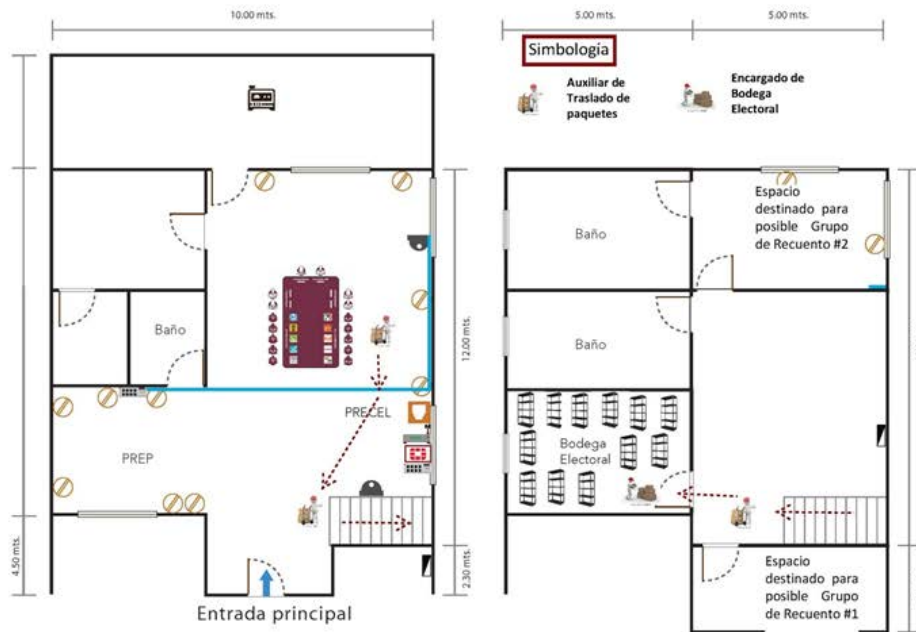 10.00 mts.
5.00 mts.
5.00 mts.
Simbología
Auxiliar de
Traslado de
paquetes
Encargado de
Bodega
Electoral
Espacio
destinado para
posible Grupo
de Recuento #2
Baño
Baño
Baño
12.00 mts.
PRECEL
PREP
Bodega
Electoral
4.50 mts.
2.30 mts.
Espacio
destinado para
posible Grupo
de Recuento #1
Entrada principal